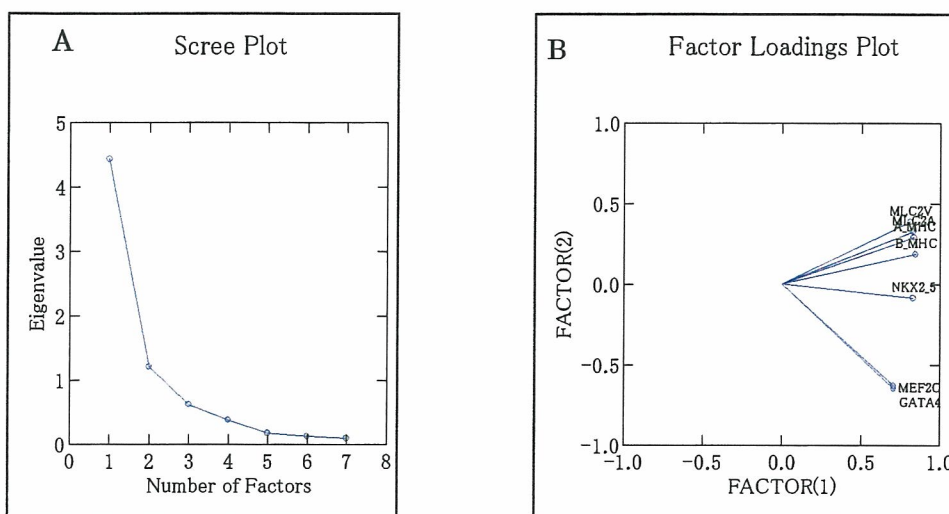 A
Scree Plot
5
4
3
2
1
0
Eigenvalue
0 1 2 3 4 5 6 7 8
Number of Factors
B
Factor Loadings Plot
1.0
0.5
0.0
-0.5
-1.0
FACTOR(2)
MLC2V
MLC2A
A_MHC
B_MHC
NKX2_5
MEF2C
GATA4
-1.0 -0.5 0.0 0.5 1.0
FACTOR(1)